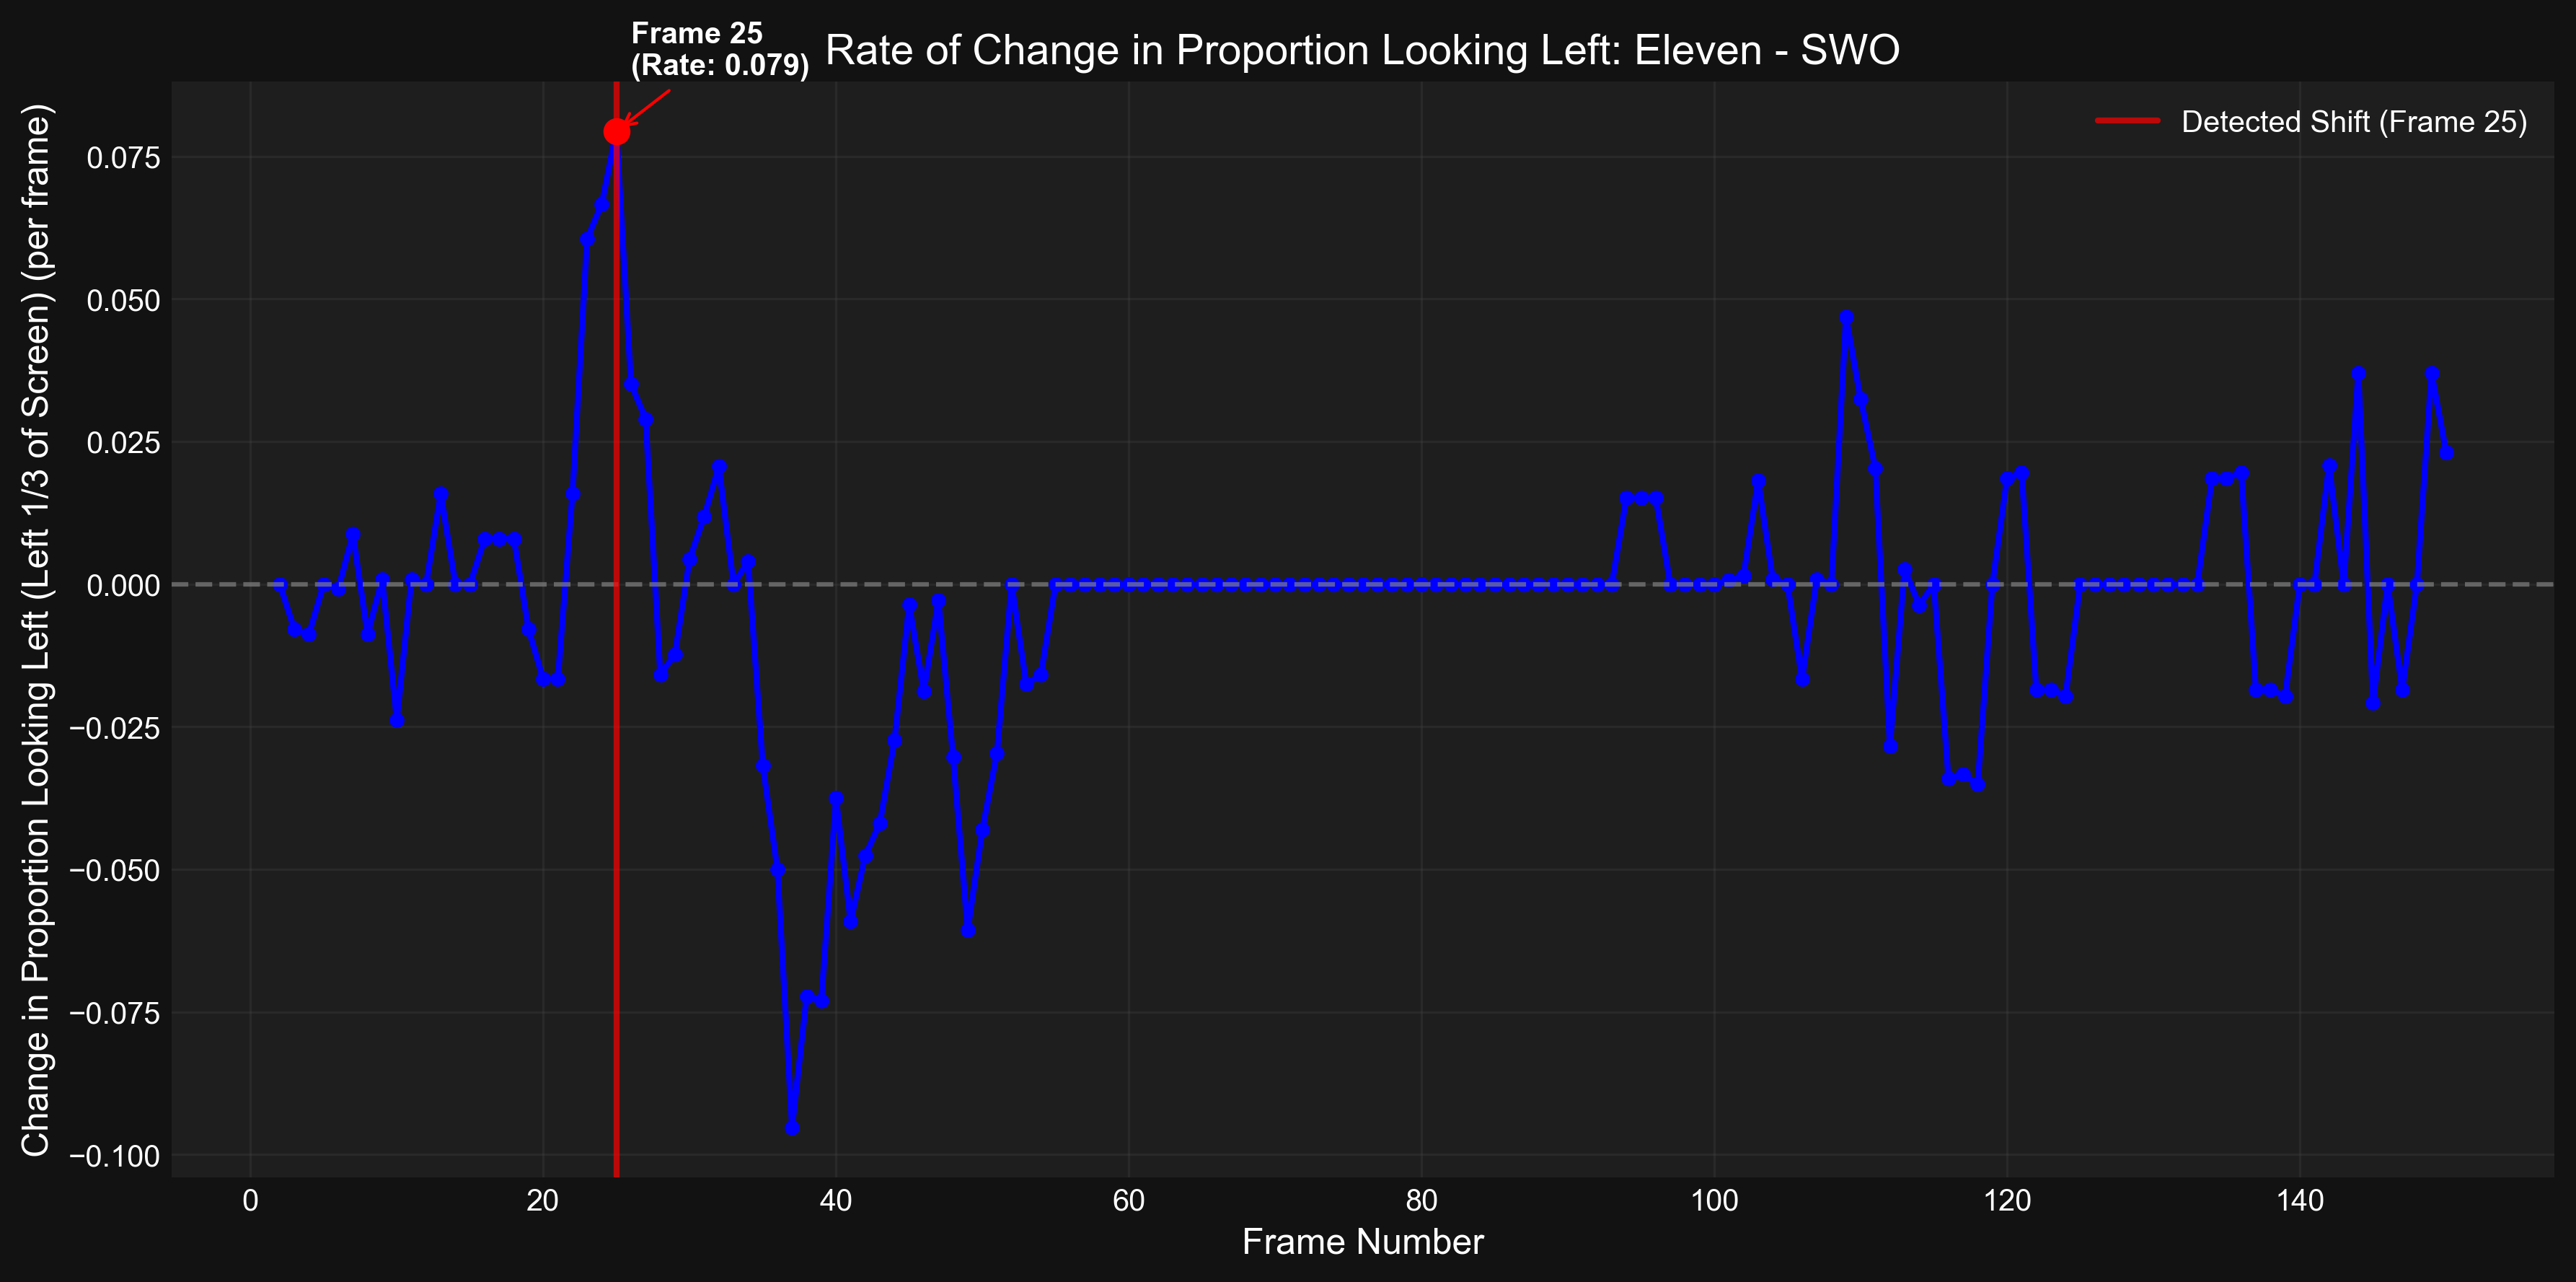 Frame 25
(Rate: 0.079)
Rate of Change in Proportion Looking Left: Eleven - SWO
Detected Shift (Frame 25)
Change in Proportion Looking Left (Left 1/3 of Screen) (per frame)
0.075
0.050
0.025
0.000
−0.025
−0.050
−0.075
−0.100
0 20 40 60 80 100 120 140
Frame Number